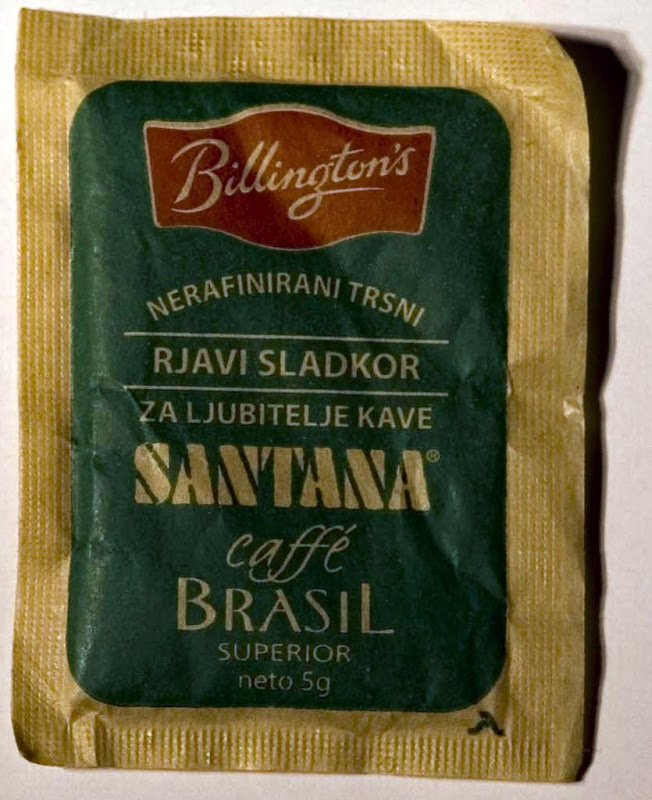 Billington's
NERAFINIRANI TRSNI
RJAVI SLADKOR
ZA LJUBITELJE KAVE
SANTANA®
caffé
BRASIL
SUPERIOR
neto 5g